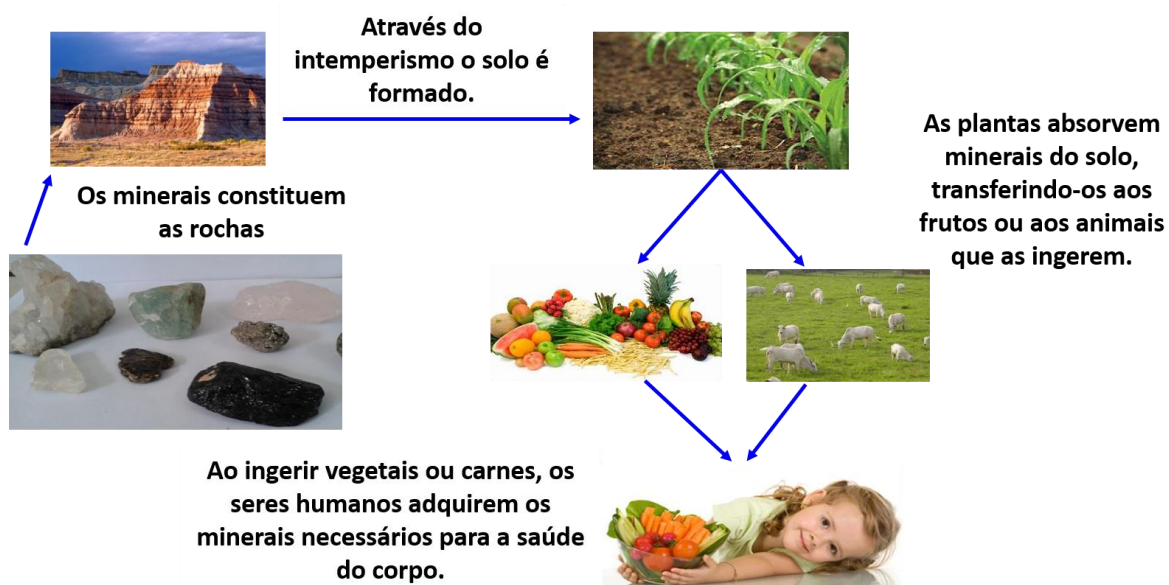 Através do
intemperismo o solo é
formado.
As plantas absorvem
minerais do solo,
transferindo-os aos
frutos ou aos animais
que as ingerem.
Os minerais constituem
as rochas
Ao ingerir vegetais ou carnes, os
seres humanos adquirem os
minerais necessários para a saúde
do corpo.